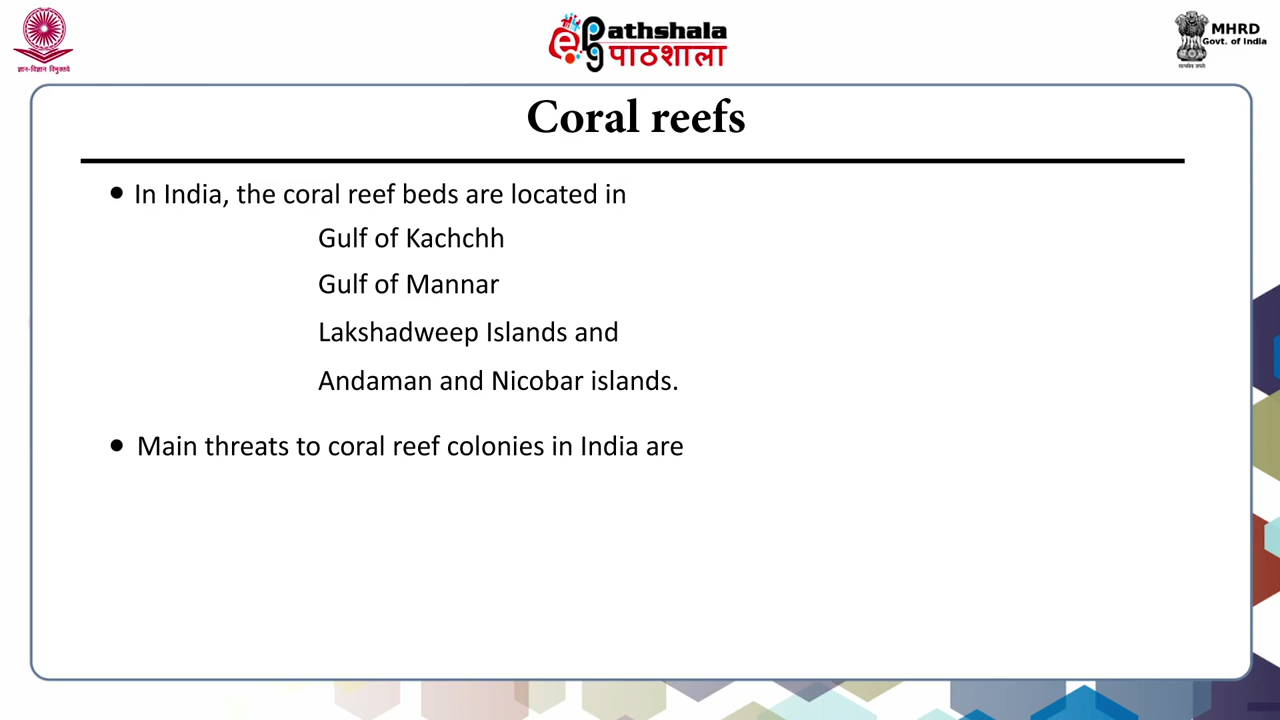 ज्ञान-विज्ञान विमुक्तये
Pathshala
पाठशाला
MHRD
Govt. of India
Coral reefs
• In India, the coral reef beds are located in
Gulf of Kachchh
Gulf of Mannar
Lakshadweep Islands and
Andaman and Nicobar islands.
• Main threats to coral reef colonies in India are